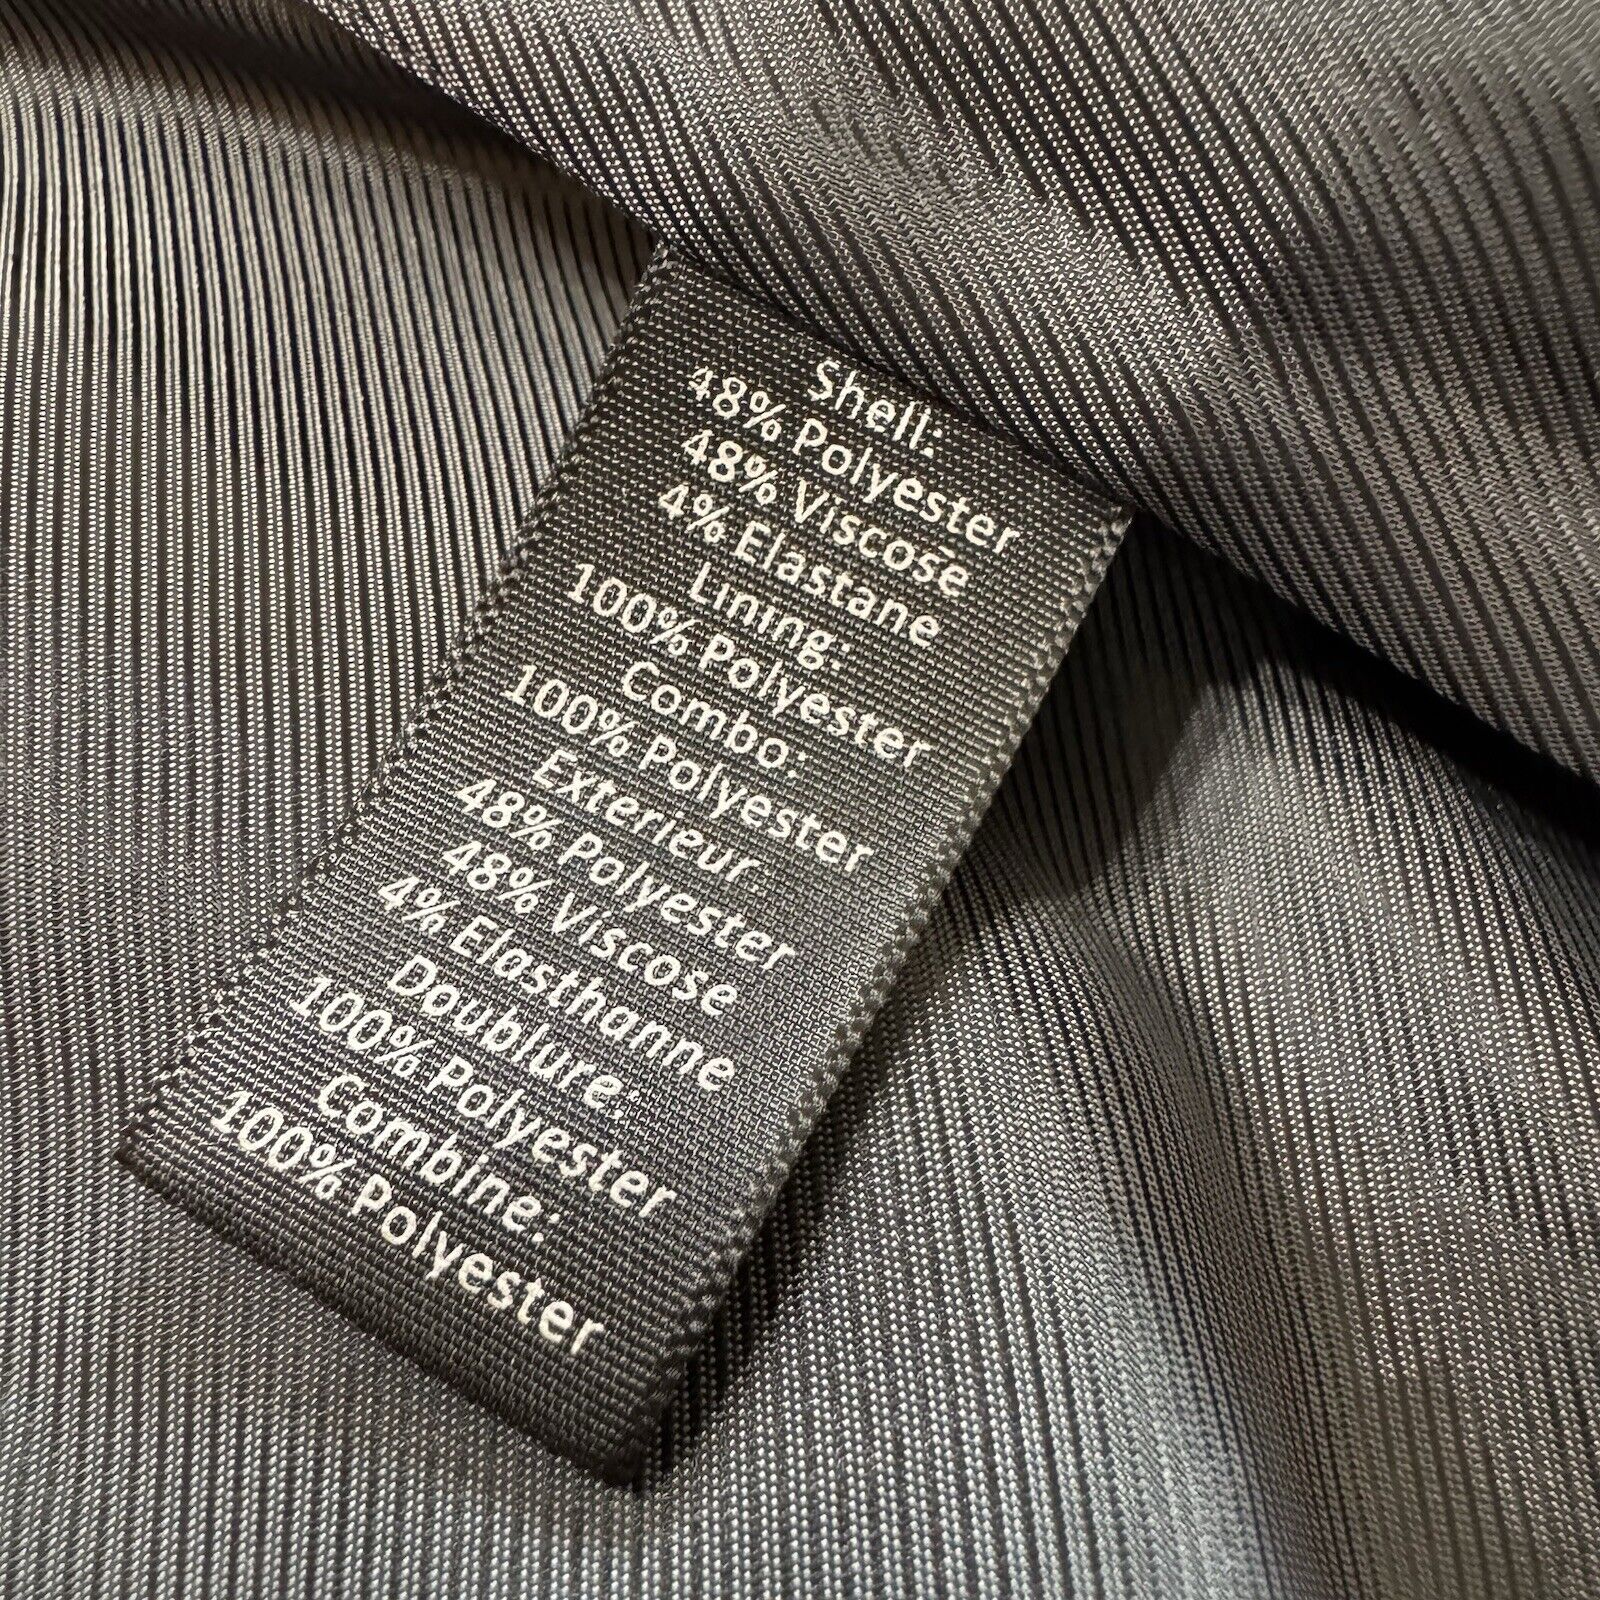 Shell:
48% Polyester
48% Viscose
4% Elastane
Lining:
100% Polyester
Combo:
100% Polyester
Exterieur:
48% Polyester
48% Viscose
4% Elasthanne
Doublure:
100% Polyester
Combine:
100% Polyester